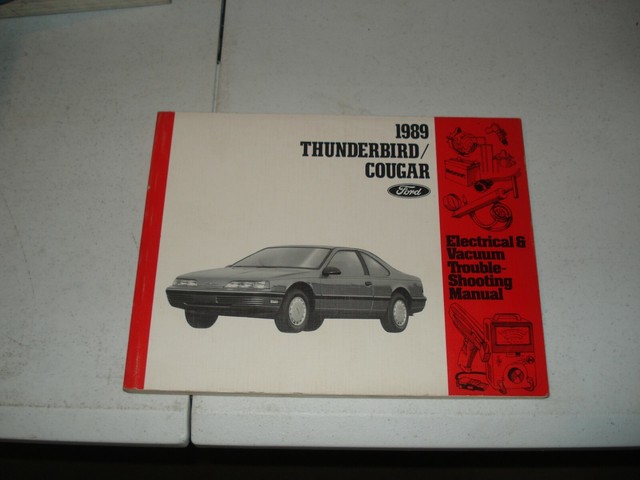 1989
THUNDERBIRD/
COUGAR
Ford
Electrical &
Vacuum
Trouble-
Shooting
Manual